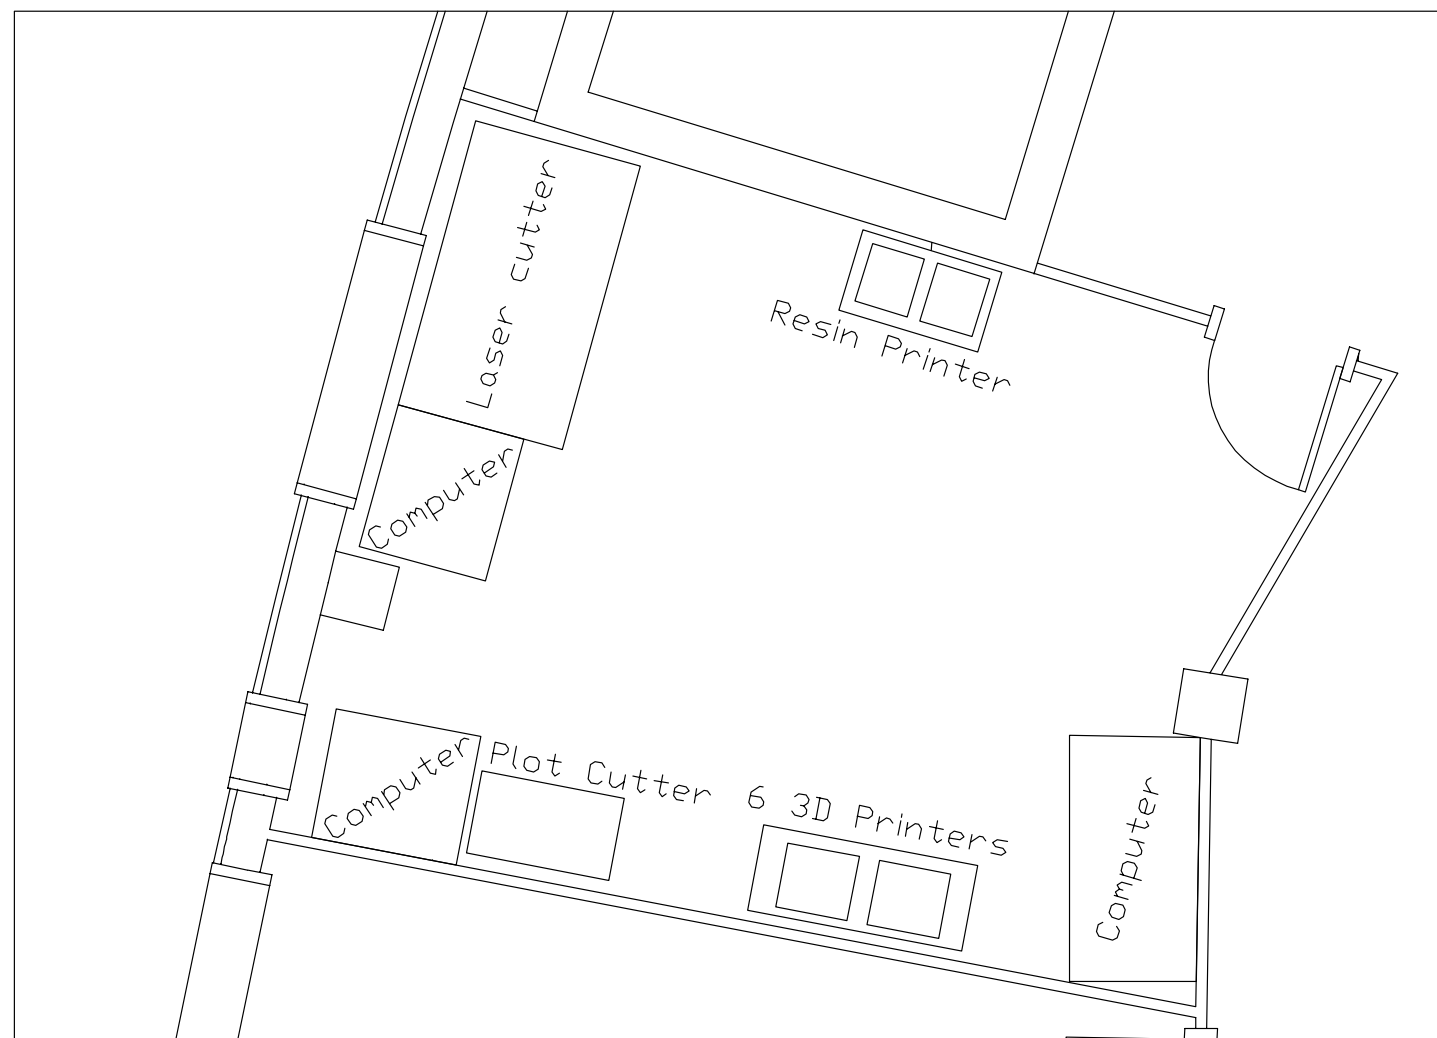 Laser cutter
Resin Printer
Computer
Computer
Plot Cutter
6 3D Printers
Computer